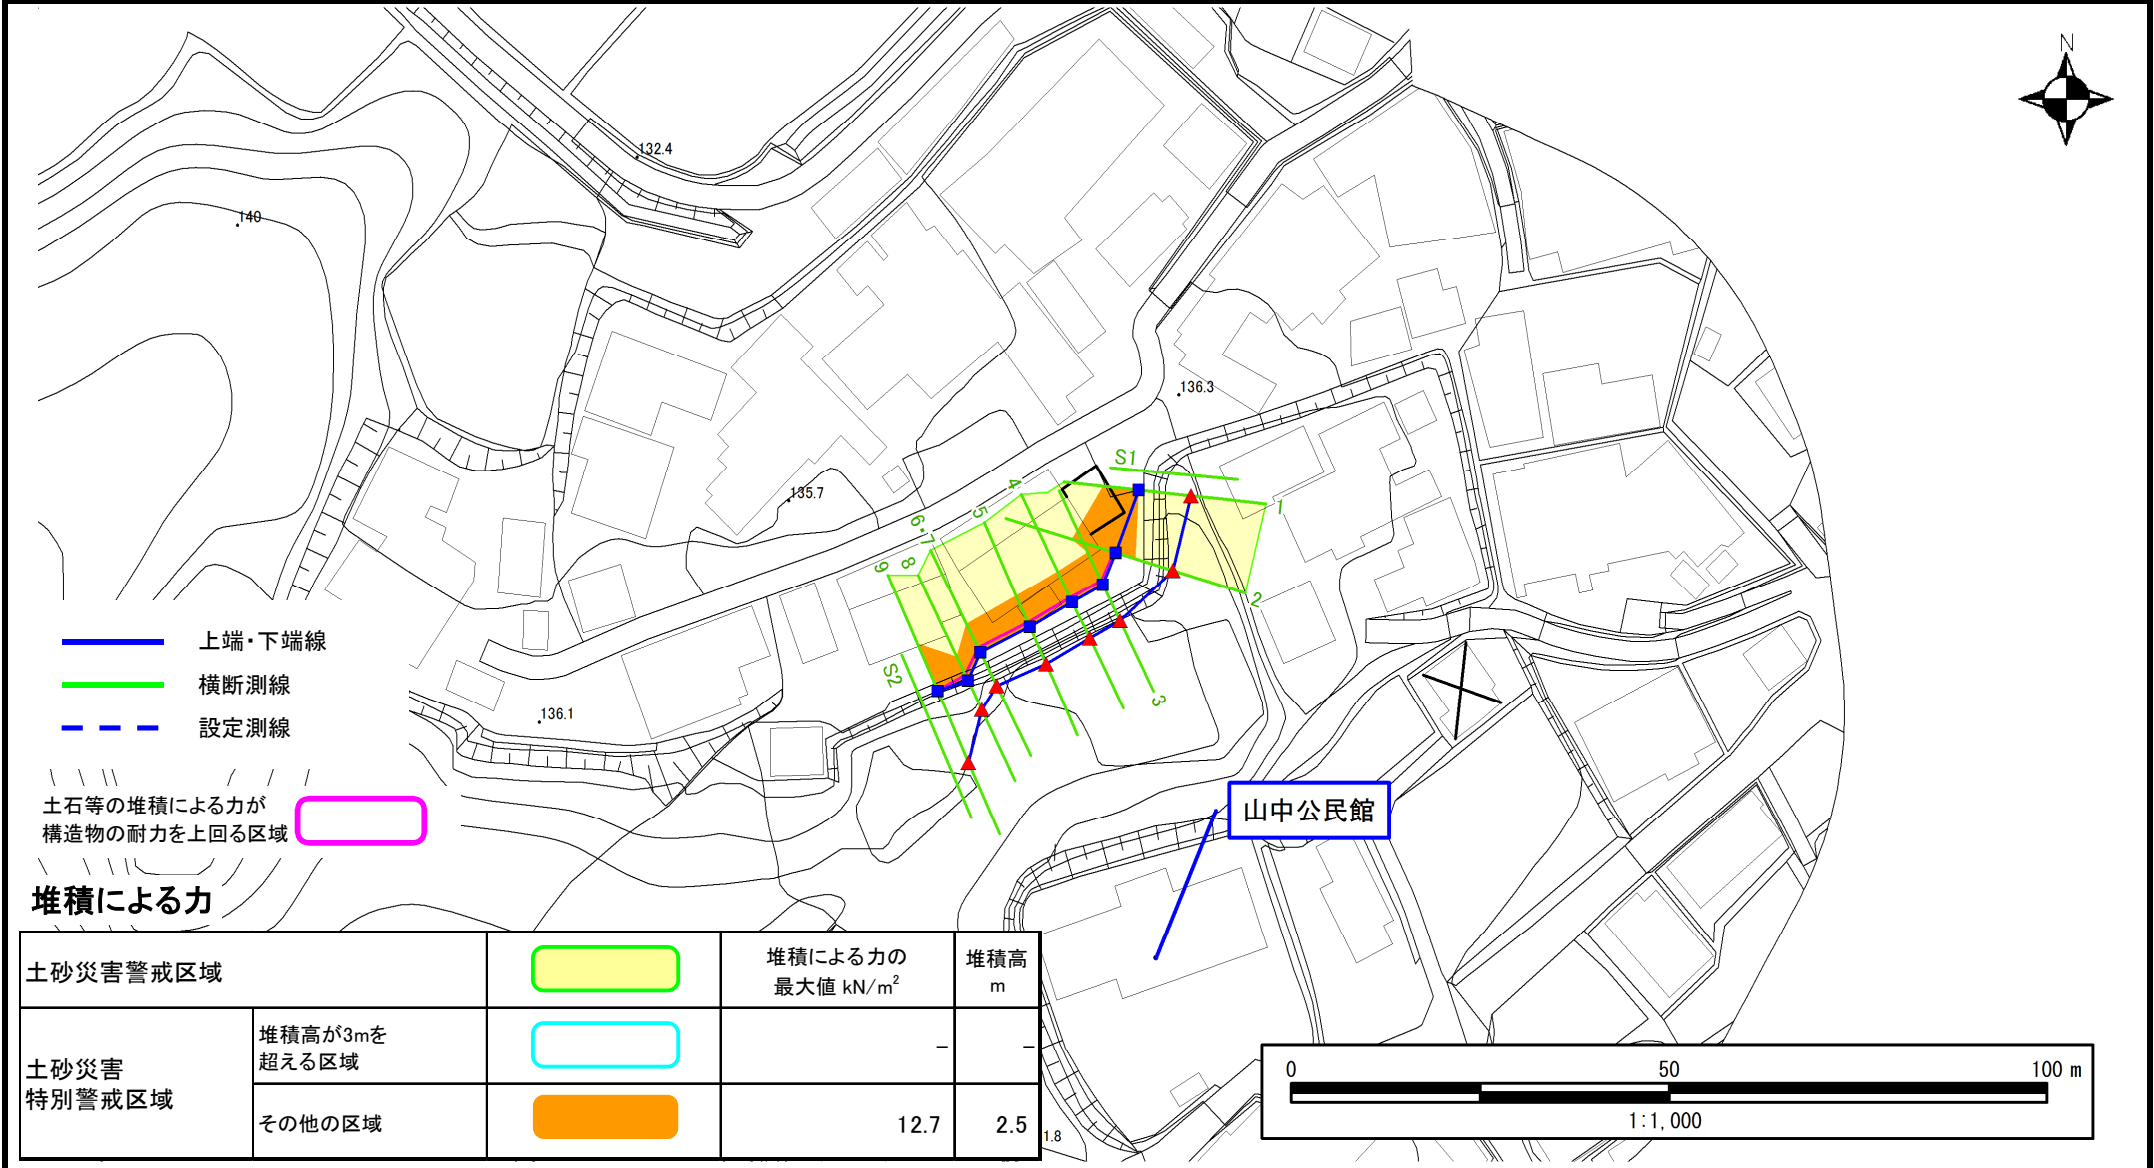 N
132.4
140
136.3
135.7
136.1
S1
1
2
3
4
5
6・7
8
9
S2
上端・下端線
横断測線
設定測線
土石等の堆積による力が
構造物の耐力を上回る区域
山中公民館
堆積による力
土砂災害警戒区域
堆積による力の
最大値 kN/m²
堆積高
m
土砂災害
特別警戒区域
堆積高が3mを
超える区域
－
－
その他の区域
12.7
2.5
1.8
0 50 100 m
1:1,000